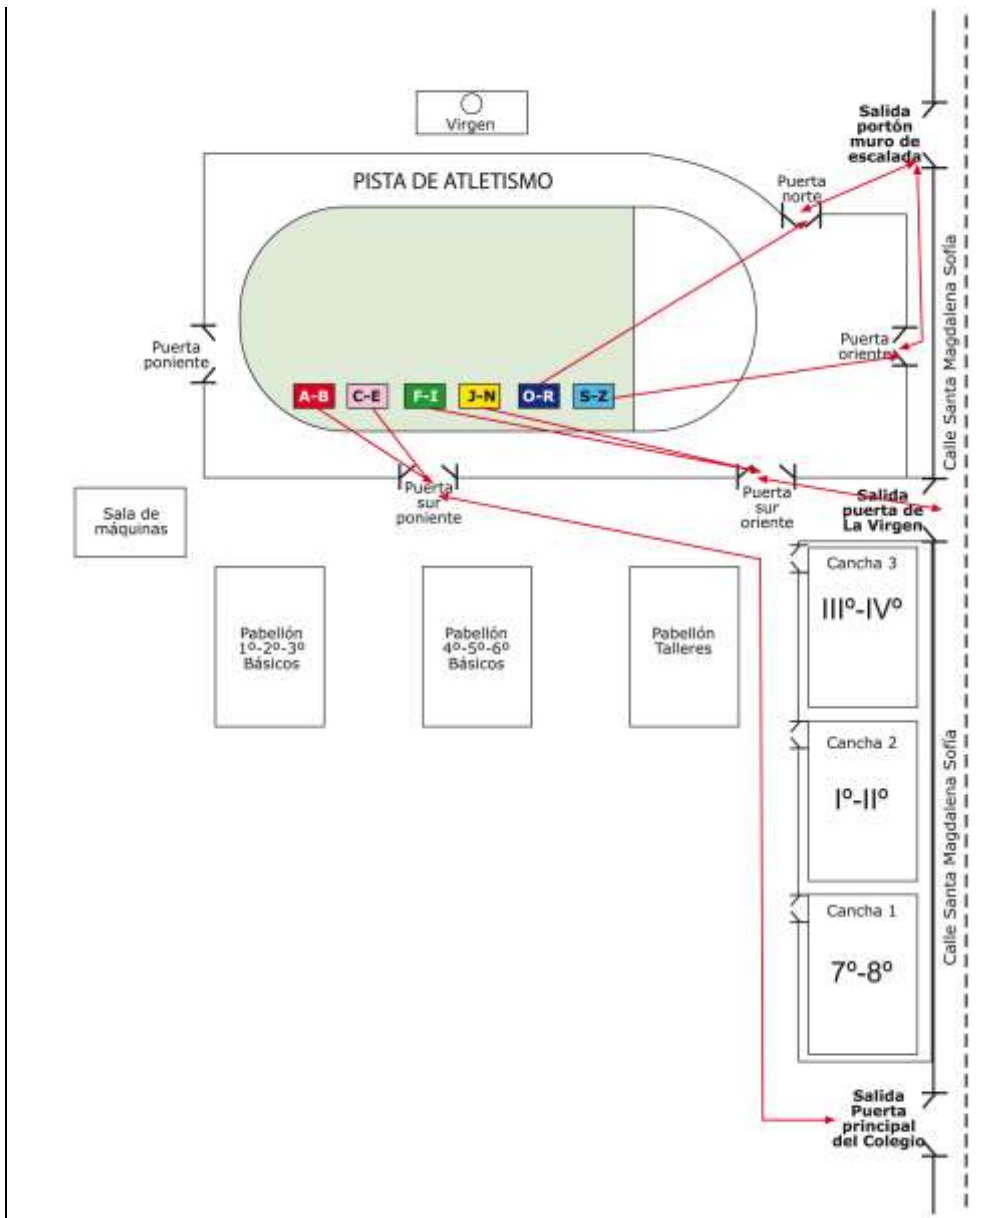 Virgen
Salida
portón
muro de
escalada
PISTA DE ATLETISMO
Puerta
norte
Calle Santa Magdalena Sofía
Puerta
poniente
Puerta
oriente
A-B
C-E
F-I
J-N
O-R
S-Z
Puerta
sur
poniente
Puerta
sur
oriente
Salida
puerta de
La Virgen
Sala de
máquinas
Cancha 3
IIIº-IVº
Pabellón
1º-2º-3º
Básicos
Pabellón
4º-5º-6º
Básicos
Pabellón
Talleres
Cancha 2
Iº-IIº
Calle Santa Magdalena Sofía
Cancha 1
7º-8º
Salida
Puerta
principal
del Colegio